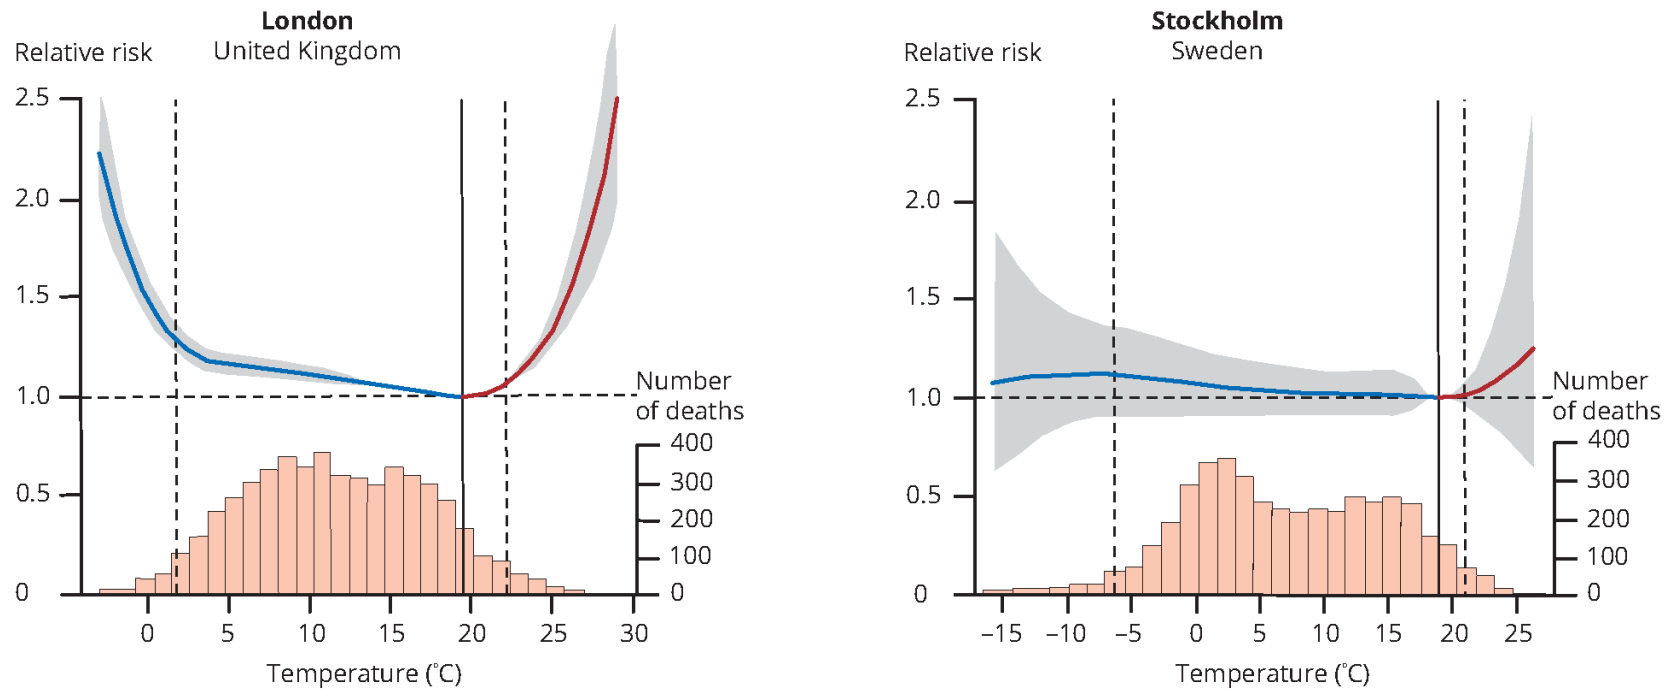 London
United Kingdom
Relative risk
2.5
2.0
1.5
1.0
0.5
0
Number
of deaths
400
300
200
100
0
0 5 10 15 20 25 30
Temperature (°C)
Stockholm
Sweden
Relative risk
2.5
2.0
1.5
1.0
0.5
0
Number
of deaths
400
300
200
100
0
–15 –10 –5 0 5 10 15 20 25
Temperature (°C)